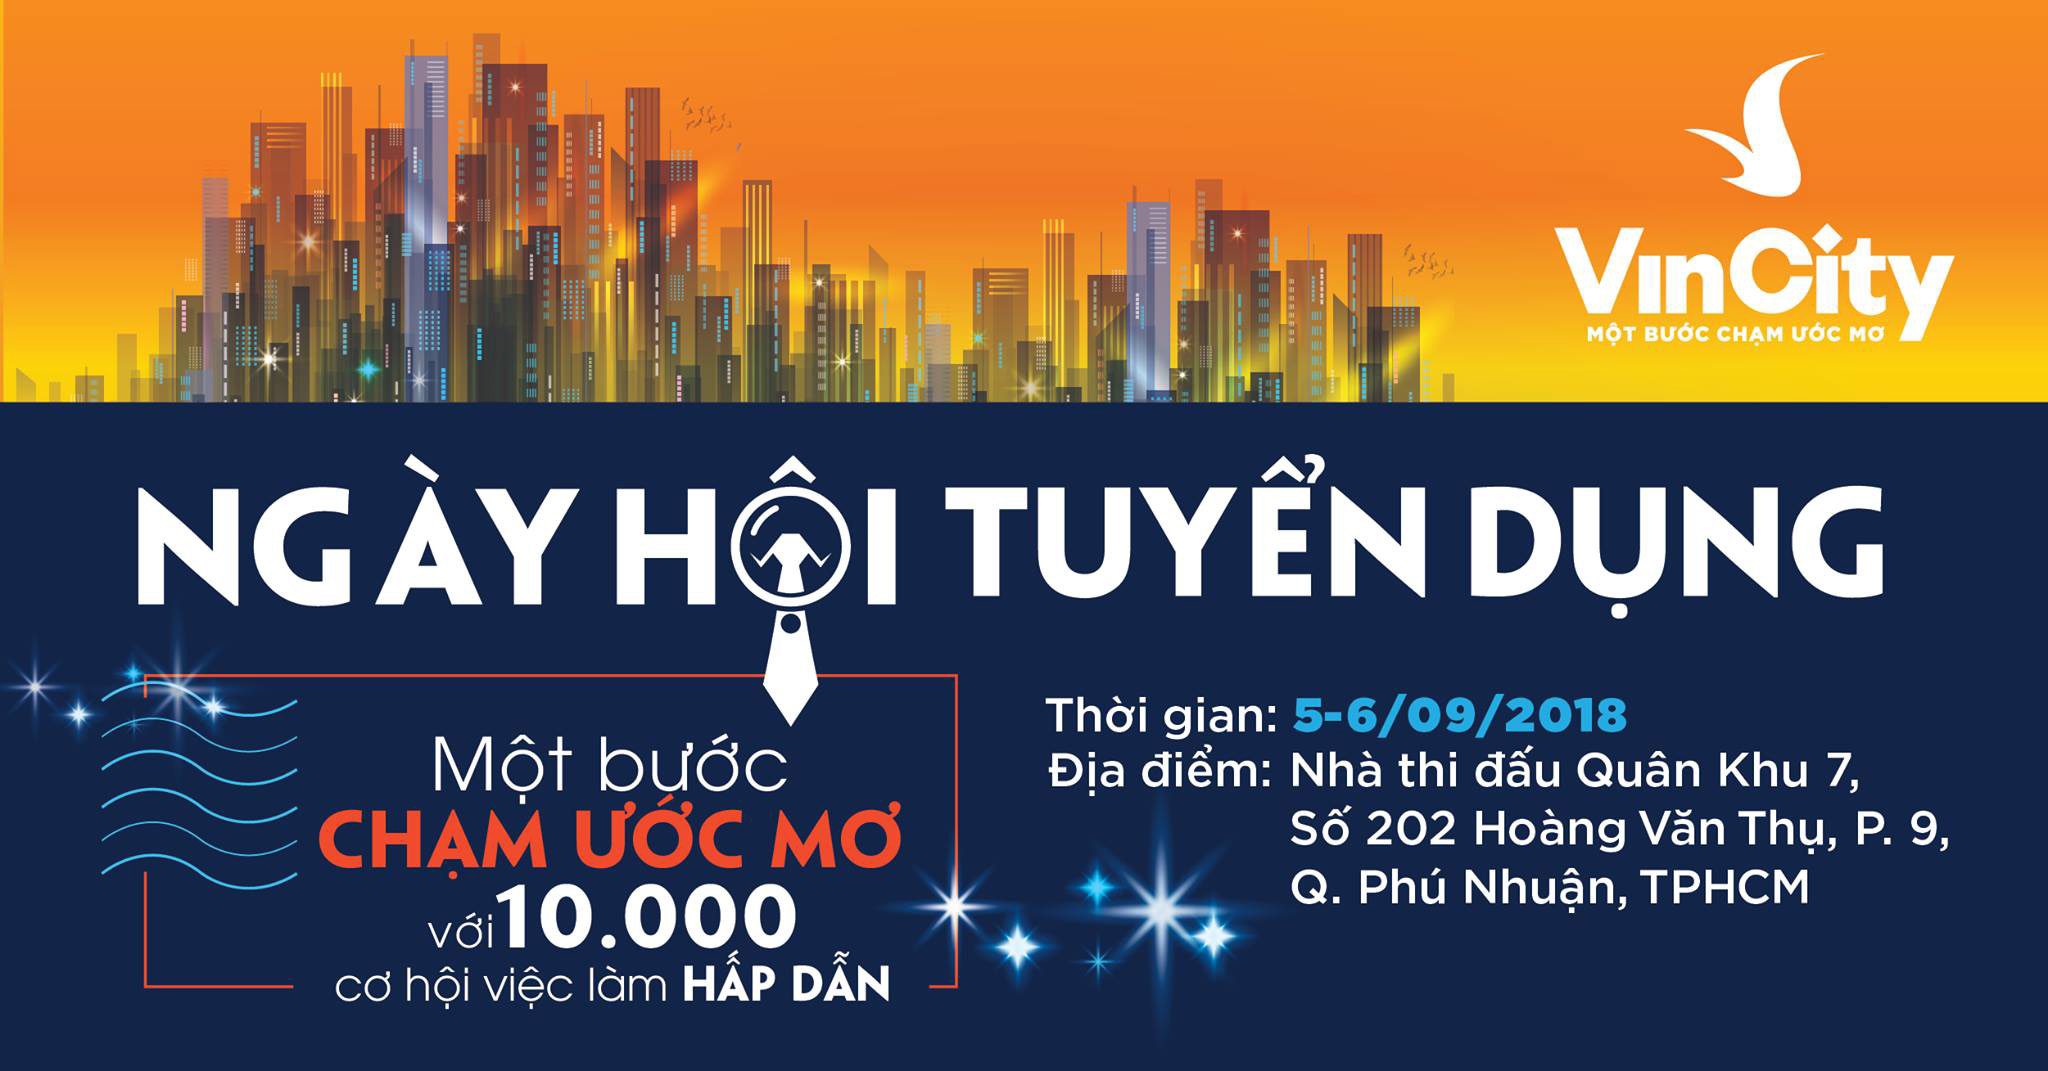 VinCity
MỘT BƯỚC CHẠM ƯỚC MƠ
NGÀY HỘI TUYỂN DỤNG
Một bước
CHẠM ƯỚC MƠ
với 10.000
cơ hội việc làm HẤP DẪN
Thời gian: 5-6/09/2018
Địa điểm: Nhà thi đấu Quân Khu 7,
Số 202 Hoàng Văn Thụ, P. 9,
Q. Phú Nhuận, TPHCM